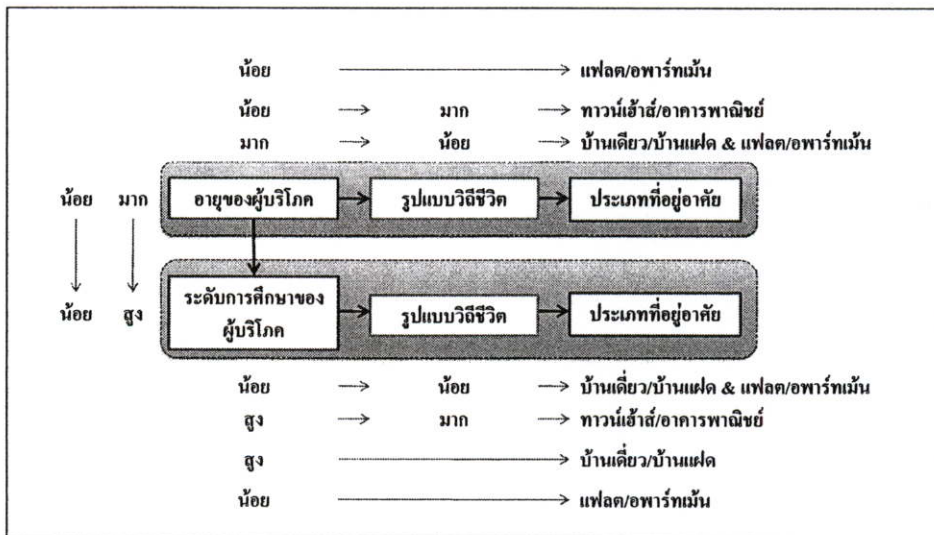 น้อย → แฟลต/อพาร์ทเม้น
น้อย → มาก → ทาวน์เฮ้าส์/อาคารพาณิชย์
มาก → น้อย → บ้านเดียว/บ้านแฝด & แฟลต/อพาร์ทเม้น
น้อย มาก อายุของผู้บริโภค → รูปแบบวิถีชีวิต → ประเภทที่อยู่อาศัย
น้อย สูง ระดับการศึกษาของ
ผู้บริโภค → รูปแบบวิถีชีวิต → ประเภทที่อยู่อาศัย
น้อย → น้อย → บ้านเดี่ยว/บ้านแฝด & แฟลต/อพาร์ทเม้น
สูง → มาก → ทาวน์เฮ้าส์/อาคารพาณิชย์
สูง → บ้านเดี่ยว/บ้านแฝด
น้อย → แฟลต/อพาร์ทเม้น